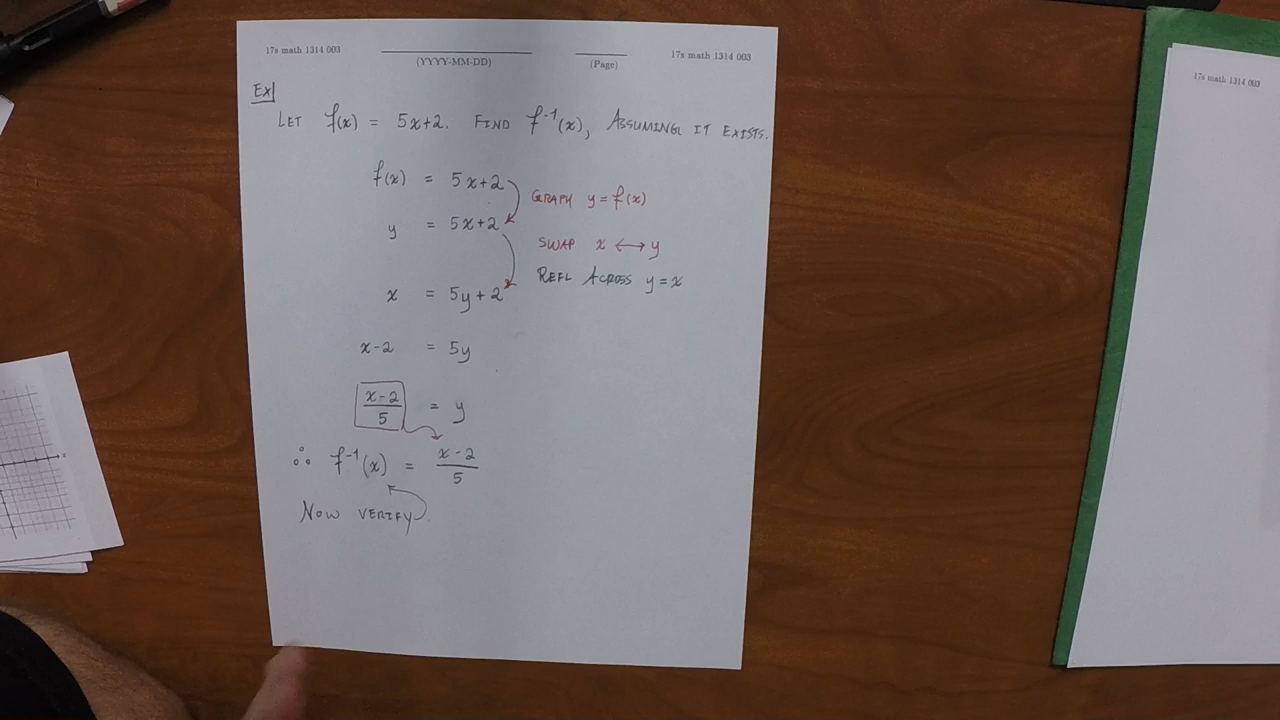 17s math 1314 003 (YYYY-MM-DD) (Page) 17s math 1314 003
Ex
LET f(x) = 5x+2. FIND f⁻¹(x), ASSUMING IT EXISTS.
f(x) = 5x+2
GRAPH y = f(x)
y = 5x+2
SWAP x ↔ y
REFL ACROSS y = x
x = 5y + 2
x-2 = 5y
x-2/5 = y
∴ f⁻¹(x) = x-2/5
NOW VERIFY
17s math 1314 003